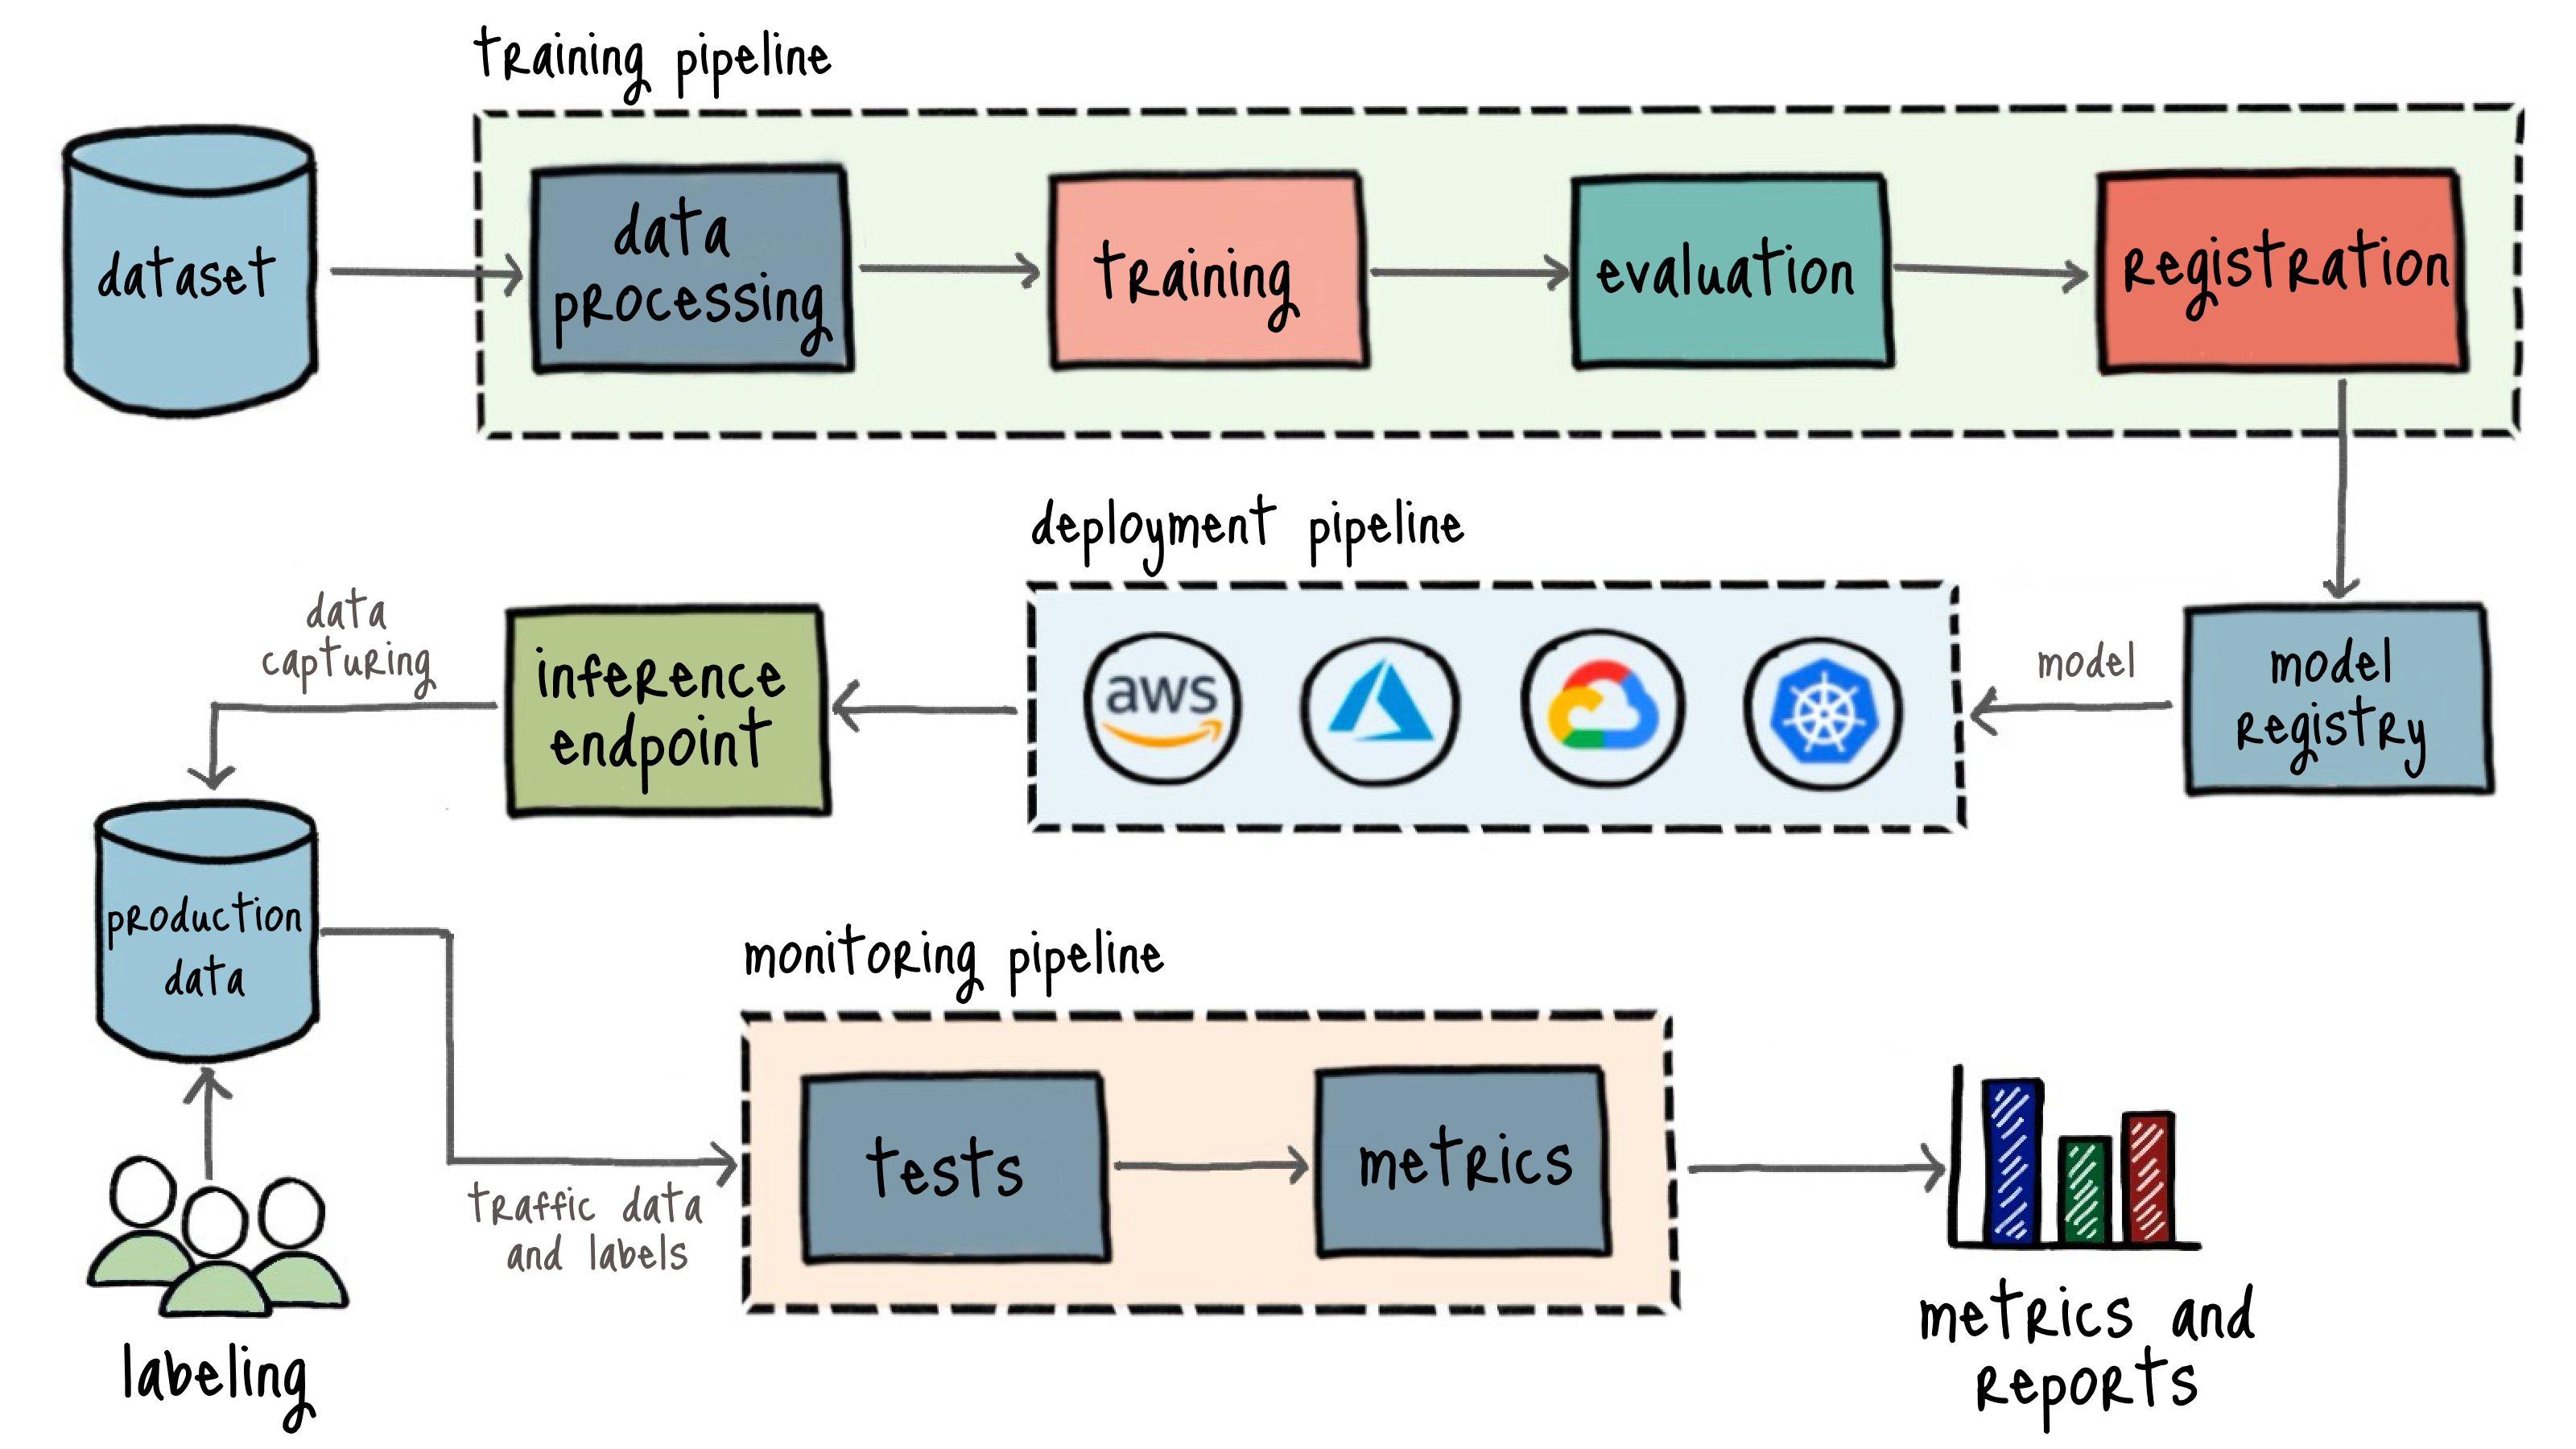 training pipeline
dataset
data
processing
training
evaluation
registration
deployment pipeline
data
capturing
inference
endpoint
aws
model
model
registry
production
data
monitoring pipeline
tests
metrics
traffic data
and labels
labeling
metrics and
reports